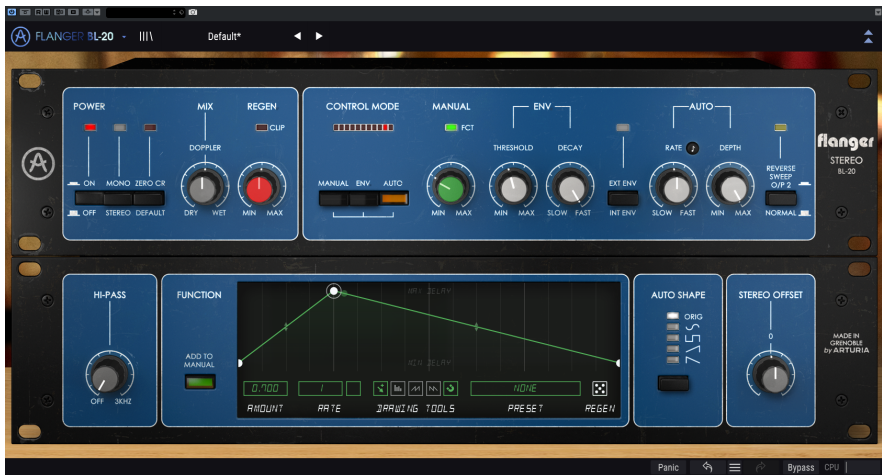 FLANGER BL-20
Default*
POWER
MIX
REGEN
CONTROL MODE
MANUAL
ENV
AUTO
CLIP
FCT
flanger
DOPPLER
THRESHOLD
DECAY
RATE
DEPTH
STEREO
BL-20
REVERSE
SWEEP
O/P 2
ON
MONO
ZERO CR
MANUAL
ENV
AUTO
EXT ENV
OFF
STEREO
DEFAULT
DRY
WET
MIN
MAX
MIN
MAX
MIN
MAX
SLOW
FAST
INT ENV
SLOW
FAST
MIN
MAX
NORMAL
HI-PASS
FUNCTION
MAX DELAY
AUTO SHAPE
STEREO OFFSET
ORIG
0
ADD TO
MANUAL
MIN DELAY
MADE IN
GRENOBLE
by ARTURIA
OFF
3KHZ
0.700
1
NONE
AMOUNT
RATE
DRAWING TOOLS
PRESET
REGEN
Panic
Bypass
CPU